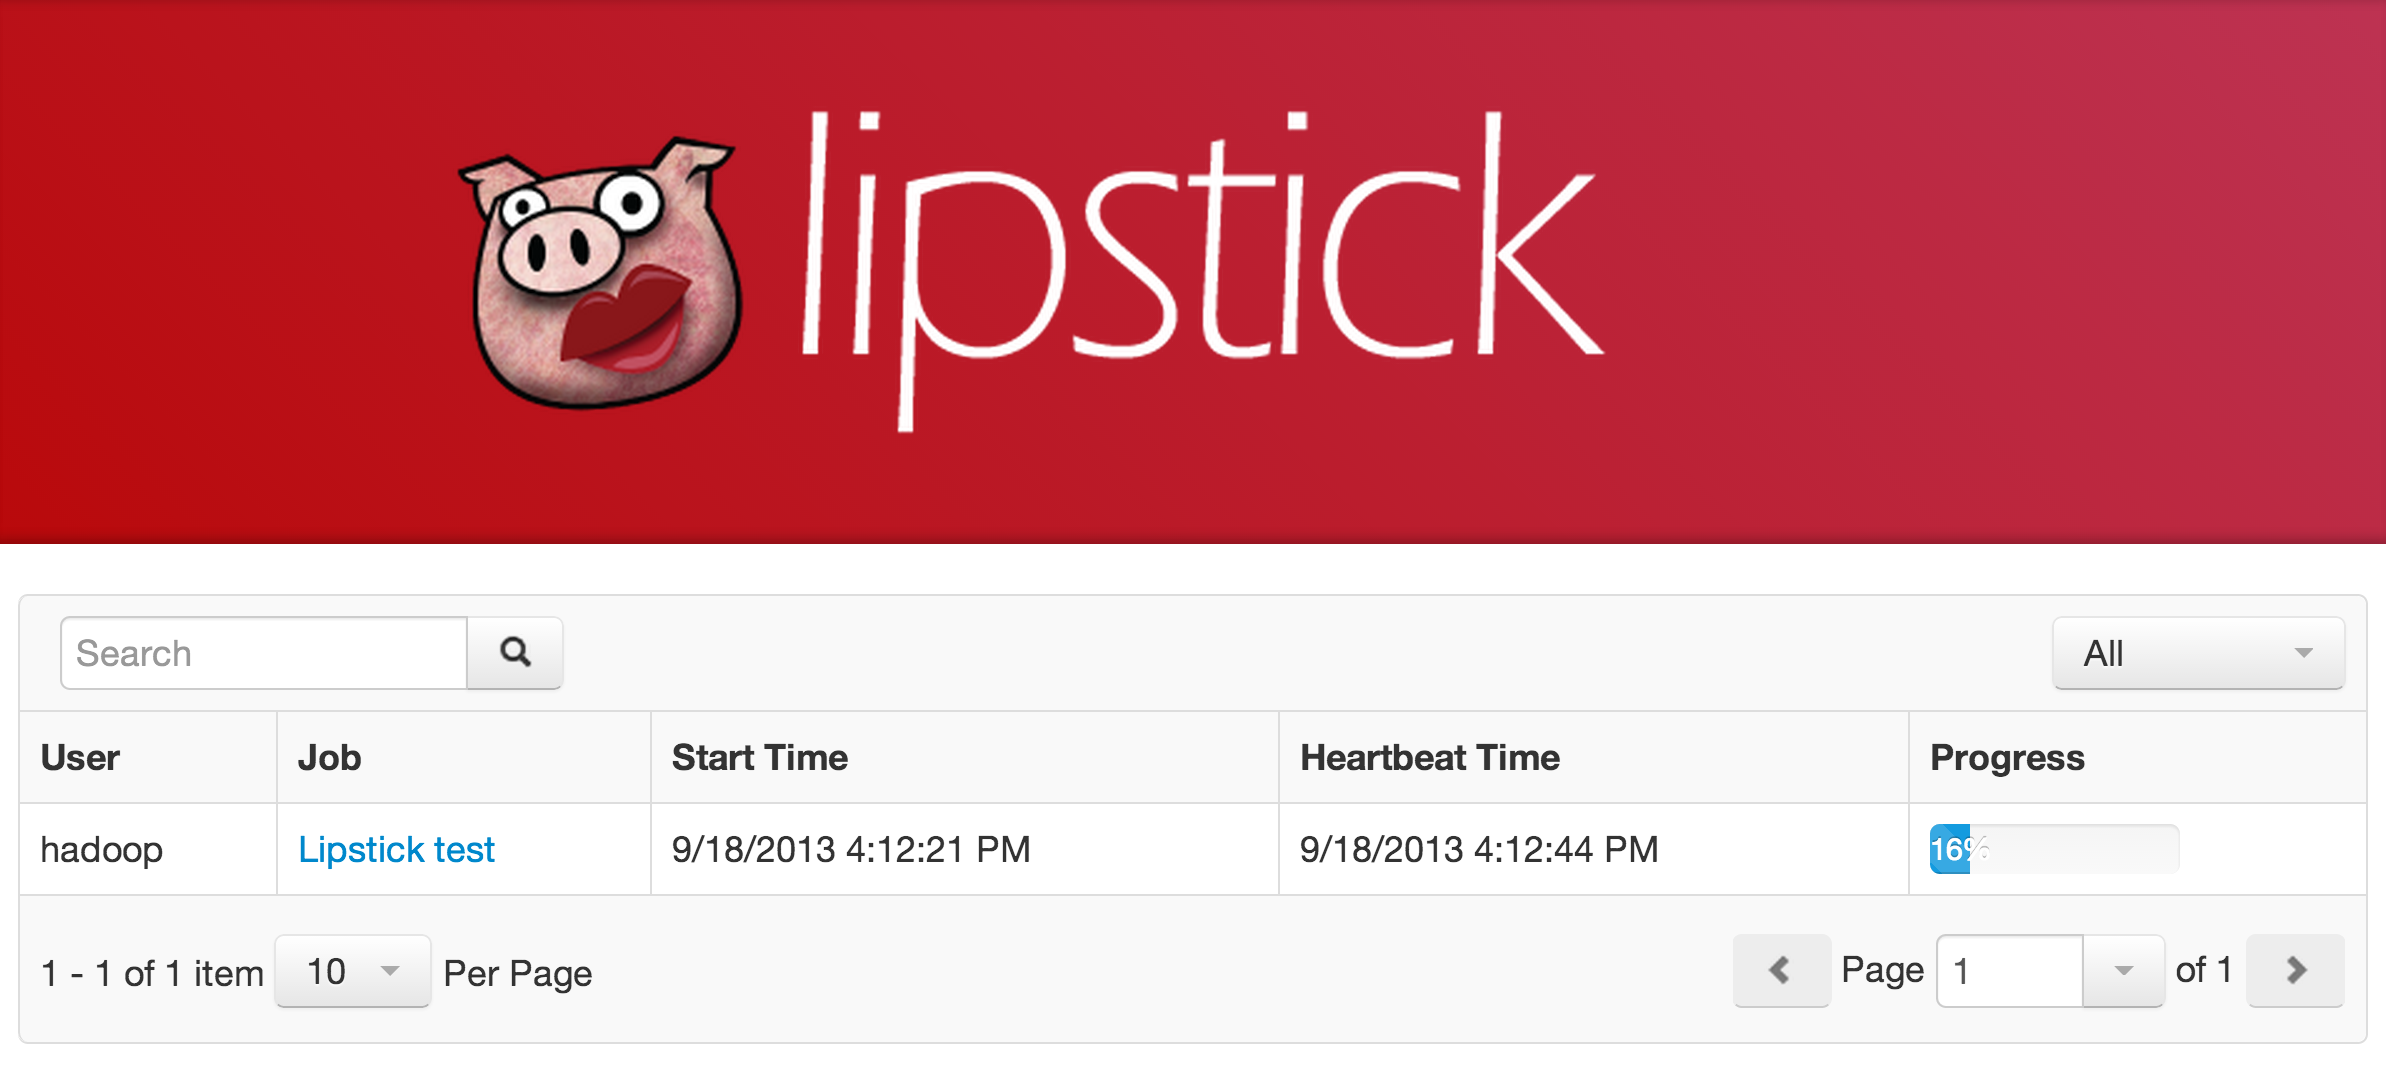 lipstick
Search
All
User Job Start Time Heartbeat Time Progress
hadoop Lipstick test 9/18/2013 4:12:21 PM 9/18/2013 4:12:44 PM 16%
1 - 1 of 1 item 10 Per Page Page 1 of 1